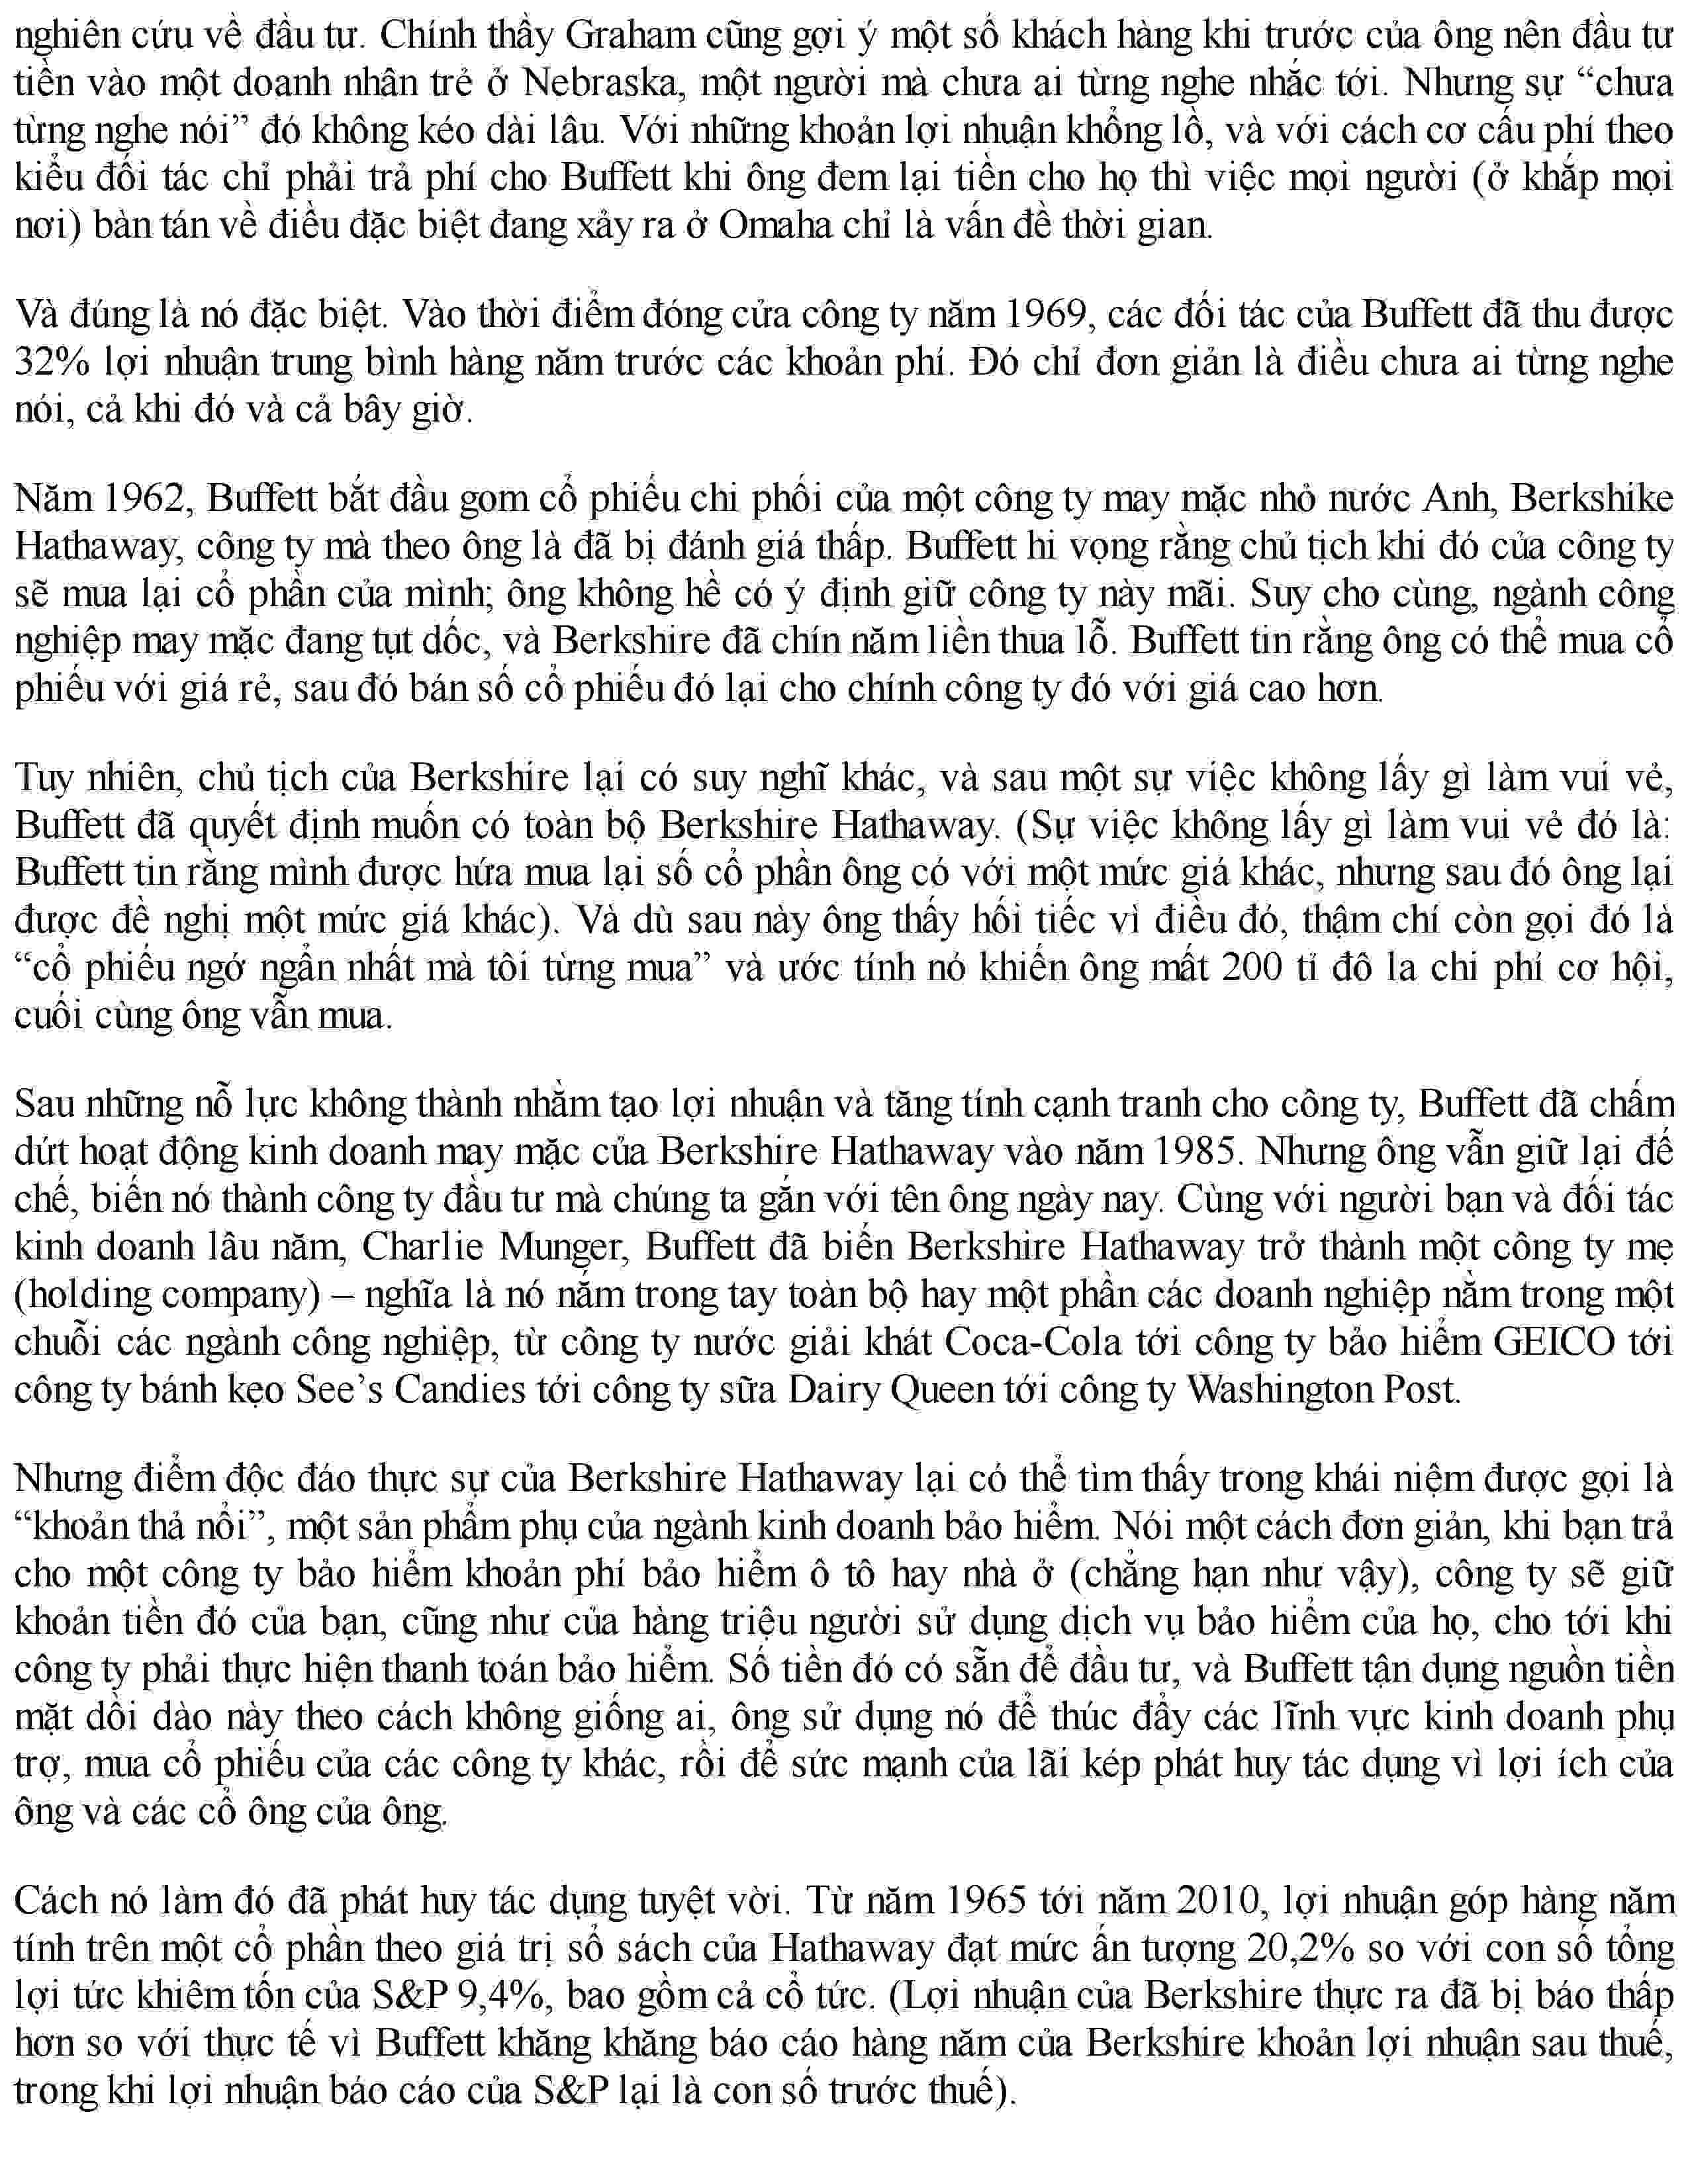 nghiên cứu về đầu tư. Chính thầy Graham cũng gợi ý một số khách hàng khi trước của ông nên đầu tư
tiền vào một doanh nhân trẻ ở Nebraska, một người mà chưa ai từng nghe nhắc tới. Nhưng sự “chưa
từng nghe nói” đó không kéo dài lâu. Với những khoản lợi nhuận khổng lồ, và với cách cơ cấu phí theo
kiểu đối tác chỉ phải trả phí cho Buffett khi ông đem lại tiền cho họ thì việc mọi người (ở khắp mọi
nơi) bàn tán về điều đặc biệt đang xảy ra ở Omaha chỉ là vấn đề thời gian.
Và đúng là nó đặc biệt. Vào thời điểm đóng cửa công ty năm 1969, các đối tác của Buffett đã thu được
32% lợi nhuận trung bình hàng năm trước các khoản phí. Đó chỉ đơn giản là điều chưa ai từng nghe
nói, cả khi đó và cả bây giờ.
Năm 1962, Buffett bắt đầu gom cổ phiếu chi phối của một công ty may mặc nhỏ nước Anh, Berkshike
Hathaway, công ty mà theo ông là đã bị đánh giá thấp. Buffett hi vọng rằng chủ tịch khi đó của công ty
sẽ mua lại cổ phần của mình; ông không hề có ý định giữ công ty này mãi. Suy cho cùng, ngành công
nghiệp may mặc đang tụt dốc, và Berkshire đã chín năm liền thua lỗ. Buffett tin rằng ông có thể mua cổ
phiếu với giá rẻ, sau đó bán số cổ phiếu đó lại cho chính công ty đó với giá cao hơn.
Tuy nhiên, chủ tịch của Berkshire lại có suy nghĩ khác, và sau một sự việc không lấy gì làm vui vẻ,
Buffett đã quyết định muốn có toàn bộ Berkshire Hathaway. (Sự việc không lấy gì làm vui vẻ đó là:
Buffett tin rằng mình được hứa mua lại số cổ phần ông có với một mức giá khác, nhưng sau đó ông lại
được đề nghị một mức giá khác). Và dù sau này ông thấy hối tiếc vì điều đó, thậm chí còn gọi đó là
“cổ phiếu ngớ ngẩn nhất mà tôi từng mua” và ước tính nó khiến ông mất 200 tỉ đô la chi phí cơ hội,
cuối cùng ông vẫn mua.
Sau những nỗ lực không thành nhằm tạo lợi nhuận và tăng tính cạnh tranh cho công ty, Buffett đã chấm
dứt hoạt động kinh doanh may mặc của Berkshire Hathaway vào năm 1985. Nhưng ông vẫn giữ lại đế
chế, biến nó thành công ty đầu tư mà chúng ta gắn với tên ông ngày nay. Cùng với người bạn và đối tác
kinh doanh lâu năm, Charlie Munger, Buffett đã biến Berkshire Hathaway trở thành một công ty mẹ
(holding company) – nghĩa là nó nắm trong tay toàn bộ hay một phần các doanh nghiệp nằm trong một
chuỗi các ngành công nghiệp, từ công ty nước giải khát Coca-Cola tới công ty bảo hiểm GEICO tới
công ty bánh kẹo See’s Candies tới công ty sữa Dairy Queen tới công ty Washington Post.
Nhưng điểm độc đáo thực sự của Berkshire Hathaway lại có thể tìm thấy trong khái niệm được gọi là
“khoản thả nổi”, một sản phẩm phụ của ngành kinh doanh bảo hiểm. Nói một cách đơn giản, khi bạn trả
cho một công ty bảo hiểm khoản phí bảo hiểm ô tô hay nhà ở (chẳng hạn như vậy), công ty sẽ giữ
khoản tiền đó của bạn, cũng như của hàng triệu người sử dụng dịch vụ bảo hiểm của họ, cho tới khi
công ty phải thực hiện thanh toán bảo hiểm. Số tiền đó có sẵn để đầu tư, và Buffett tận dụng nguồn tiền
mặt dồi dào này theo cách không giống ai, ông sử dụng nó để thúc đẩy các lĩnh vực kinh doanh phụ
trợ, mua cổ phiếu của các công ty khác, rồi để sức mạnh của lãi kép phát huy tác dụng vì lợi ích của
ông và các cổ ông của ông.
Cách nó làm đó đã phát huy tác dụng tuyệt vời. Từ năm 1965 tới năm 2010, lợi nhuận góp hàng năm
tính trên một cổ phần theo giá trị sổ sách của Hathaway đạt mức ấn tượng 20,2% so với con số tổng
lợi tức khiêm tốn của S&P 9,4%, bao gồm cả cổ tức. (Lợi nhuận của Berkshire thực ra đã bị báo thấp
hơn so với thực tế vì Buffett khăng khăng báo cáo hàng năm của Berkshire khoản lợi nhuận sau thuế,
trong khi lợi nhuận báo cáo của S&P lại là con số trước thuế).